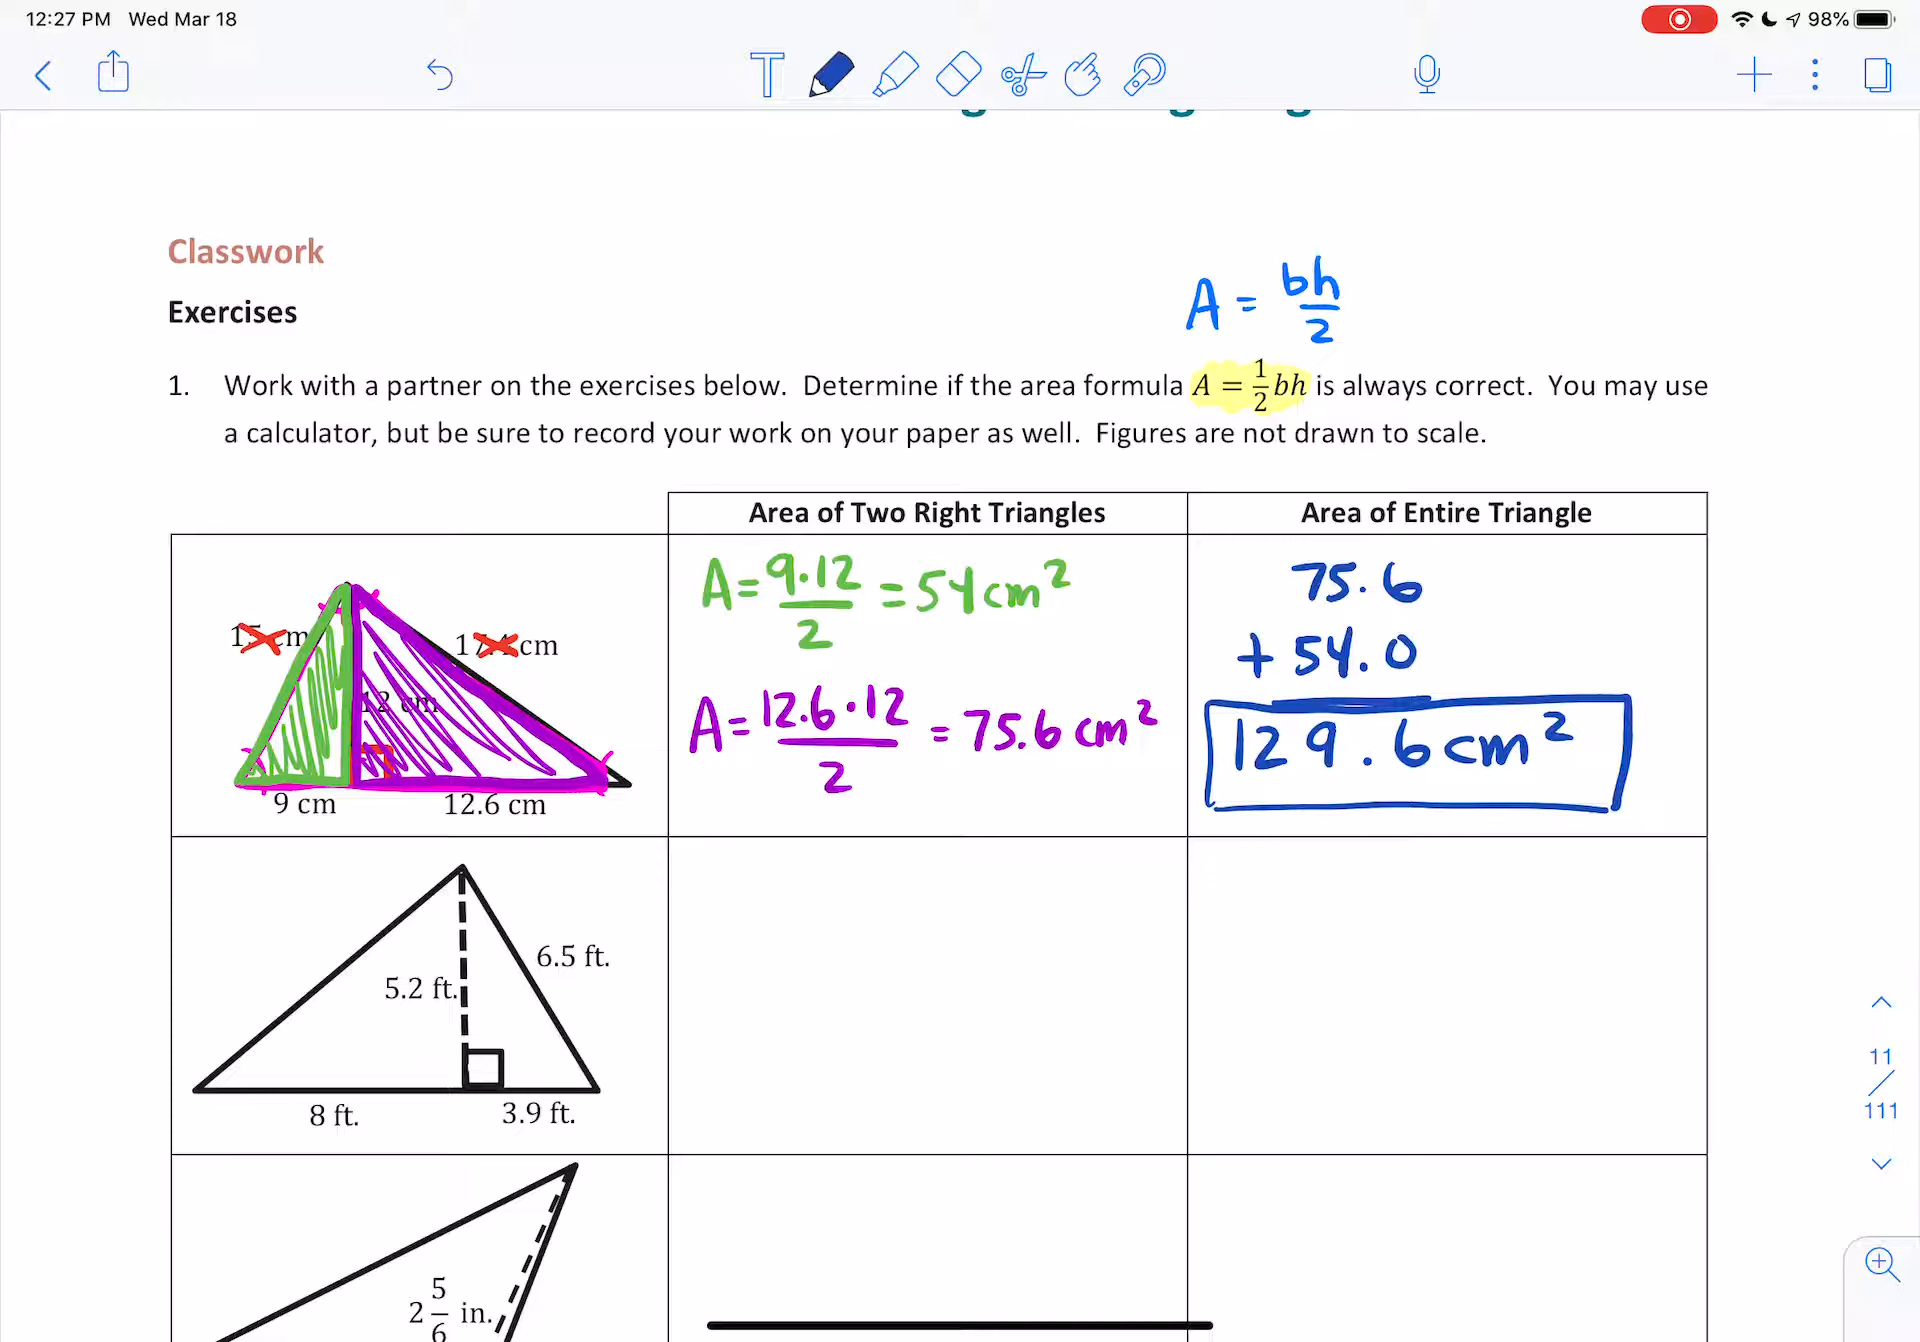 12:27 PM Wed Mar 18
98%
Classwork
Exercises
A = bh/2
1. Work with a partner on the exercises below. Determine if the area formula A = 1/2 bh is always correct. You may use
a calculator, but be sure to record your work on your paper as well. Figures are not drawn to scale.
Area of Two Right Triangles
Area of Entire Triangle
15 cm
17.4 cm
12 cm
9 cm
12.6 cm
A = 9·12/2 = 54 cm²
A = 12.6·12/2 = 75.6 cm²
75.6
+ 54.0
129.6 cm²
5.2 ft.
6.5 ft.
8 ft.
3.9 ft.
2 5/6 in.
11
/
111